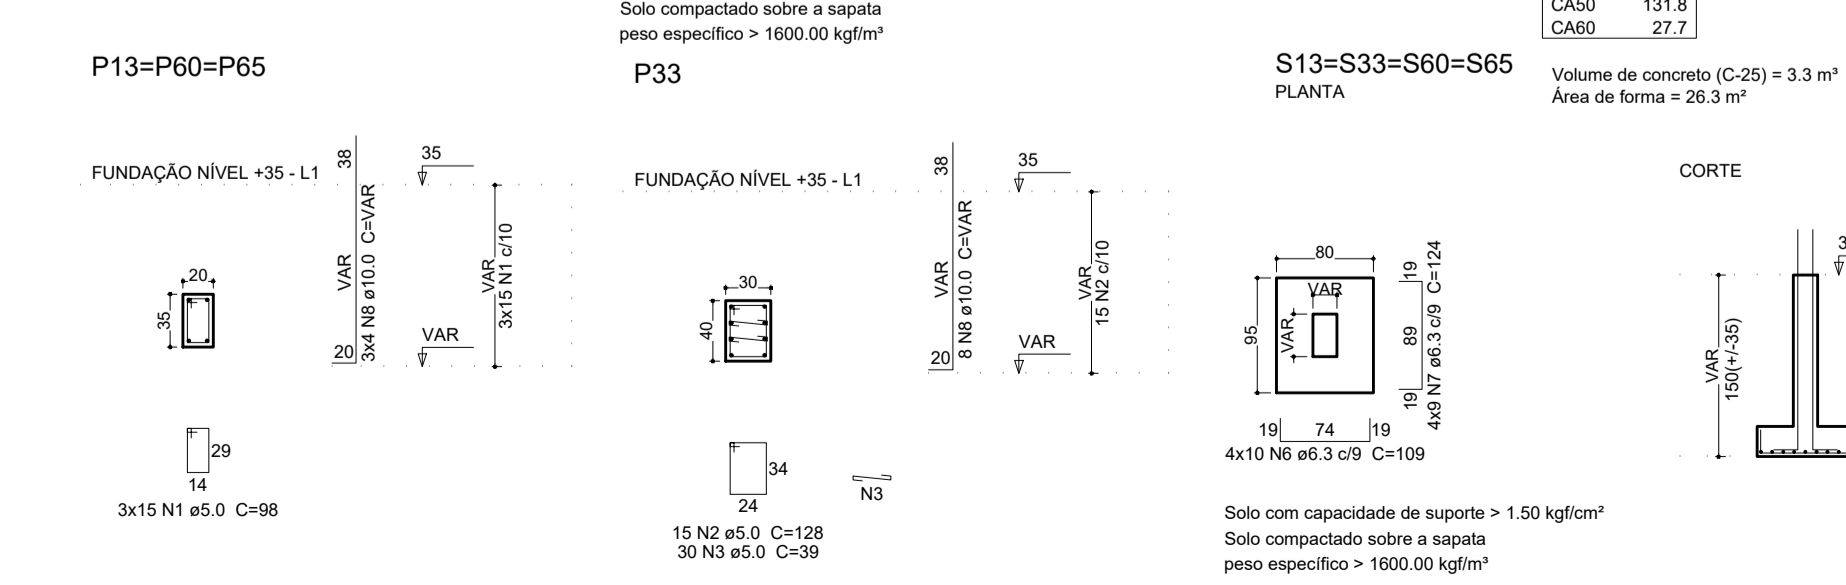 Solo compactado sobre a sapata
peso específico > 1600.00 kgf/m³
CA50 131.8
CA60 27.7
P13=P60=P65
FUNDAÇÃO NÍVEL +35 - L1
20
35
38
VAR
20
3x4 N8 ø10.0 C=VAR
35
VAR
VAR
3x15 N1 c/10
29
14
3x15 N1 ø5.0 C=98
P33
FUNDAÇÃO NÍVEL +35 - L1
30
40
38
VAR
20
8 N8 ø10.0 C=VAR
35
VAR
VAR
15 N2 c/10
34
24
N3
15 N2 ø5.0 C=128
30 N3 ø5.0 C=39
S13=S33=S60=S65
PLANTA
80
95
VAR
VAR
19
89
19
4x9 N7 ø6.3 c/9 C=124
19 74 19
4x10 N6 ø6.3 c/9 C=109
Solo com capacidade de suporte > 1.50 kgf/cm²
Solo compactado sobre a sapata
peso específico > 1600.00 kgf/m³
Volume de concreto (C-25) = 3.3 m³
Área de forma = 26.3 m²
CORTE
VAR
150(+/-35)